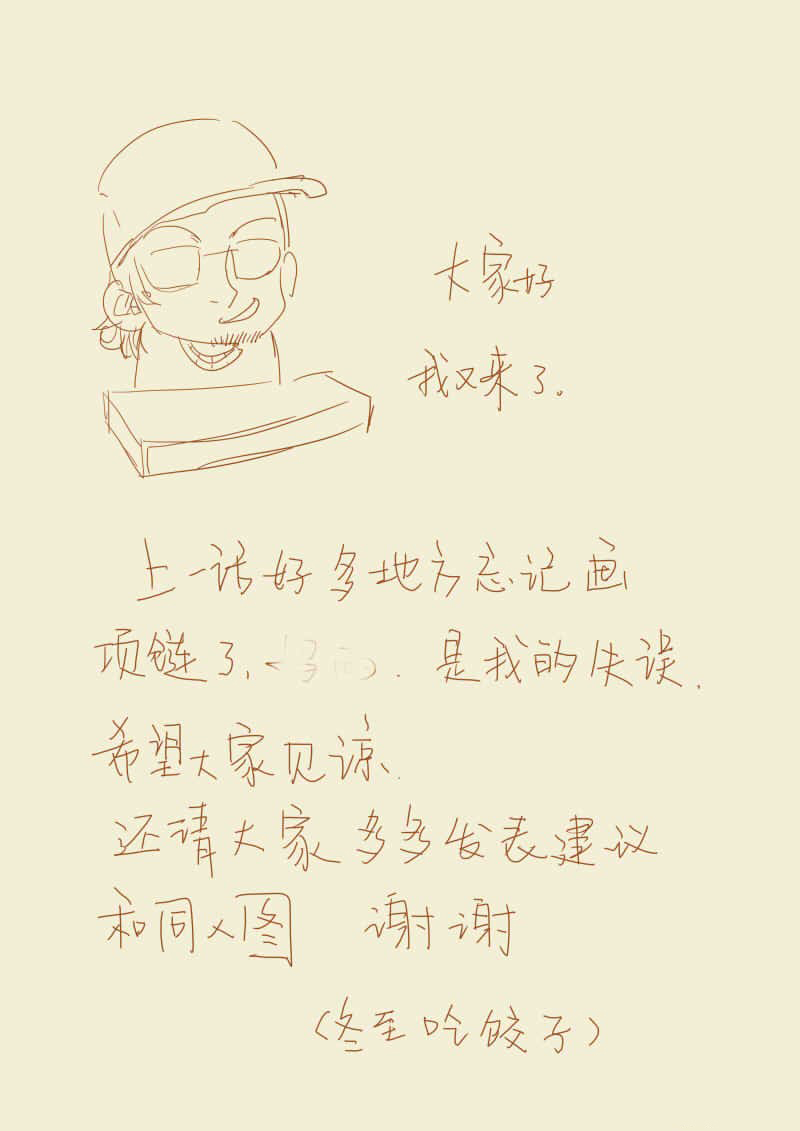 大家好
我又来了。
上一话好多地方忘记画
项链了, 是我的失误.
希望大家见谅.
还请大家多多发表建议
和同人图 谢谢
(冬至吃饺子)